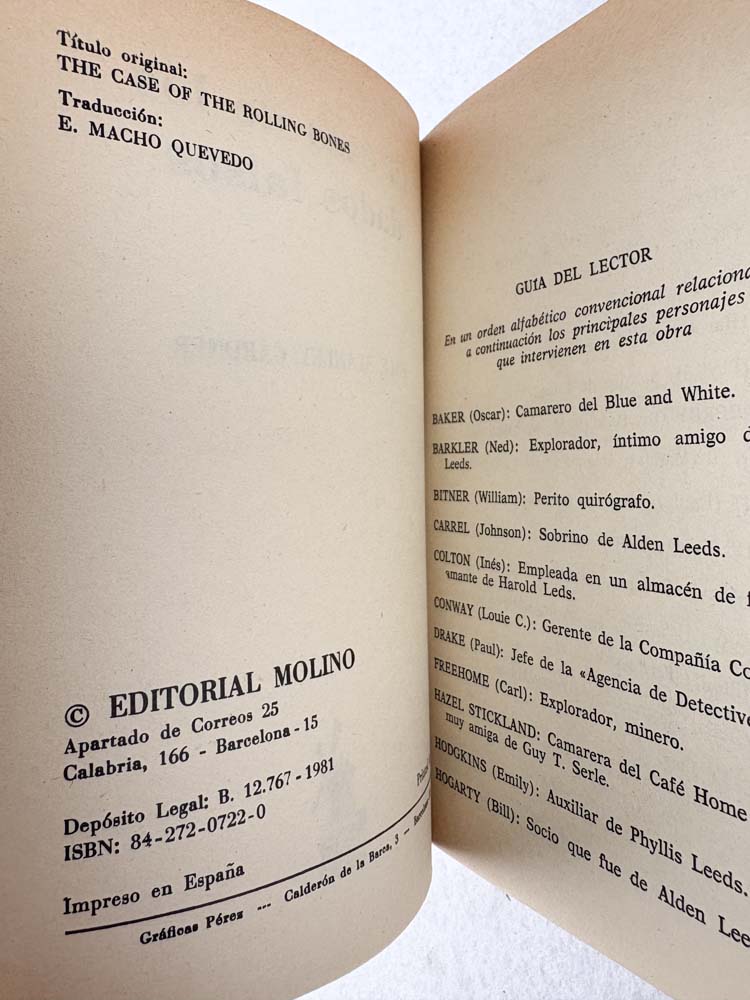 Título original:
THE CASE OF THE ROLLING BONES
Traducción:
E. MACHO QUEVEDO
© EDITORIAL MOLINO
Apartado de Correos 25
Calabria, 166 - Barcelona - 15
Depósito Legal: B. 12.767 - 1981
ISBN: 84-272-0722-0
Impreso en España
Gráficas Pérez --- Calderón de la Barca, 3 —
GUIA DEL LECTOR
En un orden alfabético convencional
a continuación los principales personajes
que intervienen en esta obra
BAKER (Oscar): Camarero del Blue and White.
BARKLER (Ned): Explorador, íntimo amigo
Leeds.
BITNER (William): Perito quirógrafo.
CARREL (Johnson): Sobrino de Alden Leeds.
COLTON (Inés): Empleada en un almacén de
amante de Harold Leds.
CONWAY (Louie C.): Gerente de la Compañía
DRAKE (Paul): Jefe de la «Agencia de
FREEHOME (Carl): Explorador, minero.
HAZEL STICKLAND: Camarera del Café Home
muy amiga de Guy T. Serle.
HODGKINS (Emily): Auxiliar de Phyllis Leeds.
HOGARTY (Bill): Socio que fue de Alden